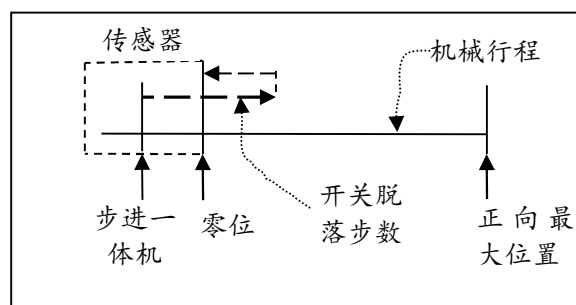 传感器
机械行程
步进一
体机
零位
开关脱
落步数
正向最
大位置